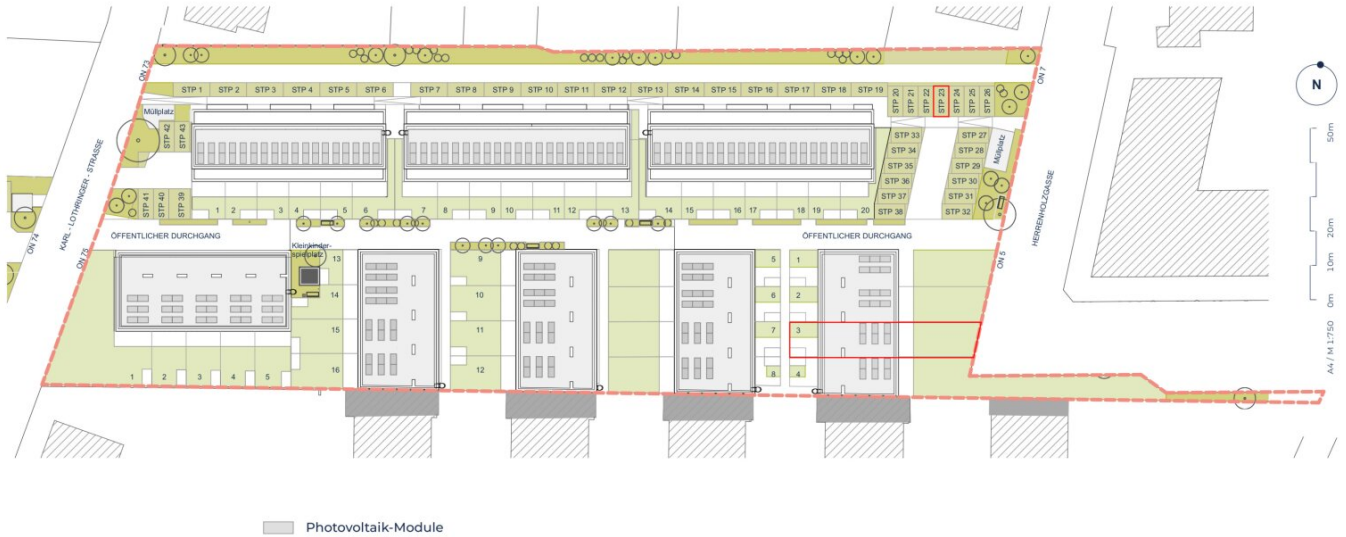 ON 73
ON 7
N
STP 1 STP 2 STP 3 STP 4 STP 5 STP 6 STP 7 STP 8 STP 9 STP 10 STP 11 STP 12 STP 13 STP 14 STP 15 STP 16 STP 17 STP 18 STP 19
STP 20
STP 21
STP 22
STP 23
STP 24
STP 25
STP 26
Müllplatz
STP 42
STP 43
STP 33 STP 27
STP 34 STP 28
STP 35 STP 29
STP 36 STP 30
STP 37 STP 31
STP 38 STP 32
Müllplatz
STP 41
STP 40
STP 39
1 2 3 4 5 6 7 8 9 10 11 12 13 14 15 16 17 18 19 20
KARL - LOTHRINGER - STRASSE
HERRENHOLZGASSE
ON 74
ON 75
ON 5
ÖFFENTLICHER DURCHGANG
ÖFFENTLICHER DURCHGANG
Kleinkinder-
spielplatz
13 9 5 1
14 10 6 2
15 11 7 3
16 12 8 4
1 2 3 4 5
50m
20m
10m
0m
A4 / M 1:750
Photovoltaik-Module